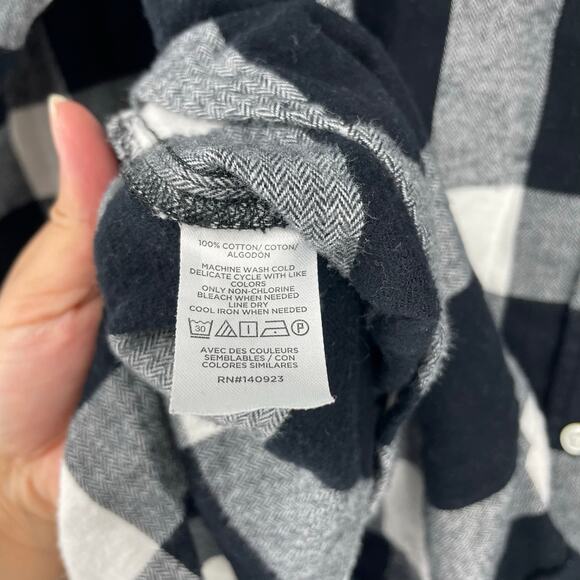 100% COTTON/ COTON/
ALGODÓN
MACHINE WASH COLD
DELICATE CYCLE WITH LIKE
COLORS
ONLY NON-CHLORINE
BLEACH WHEN NEEDED
LINE DRY
COOL IRON WHEN NEEDED
30 P
AVEC DES COULEURS
SEMBLABLES / CON
COLORES SIMILARES
RN#140923